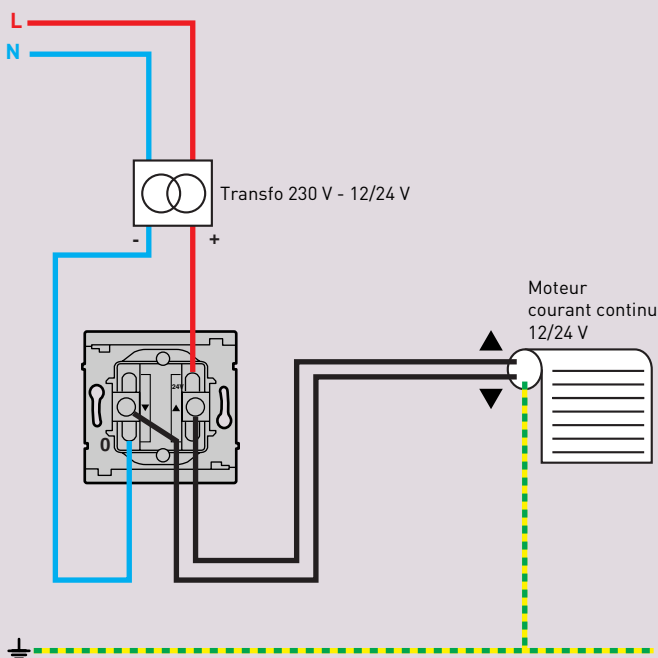 L
N
Transfo 230 V - 12/24 V
- +
Moteur
courant continu
12/24 V
24V
0